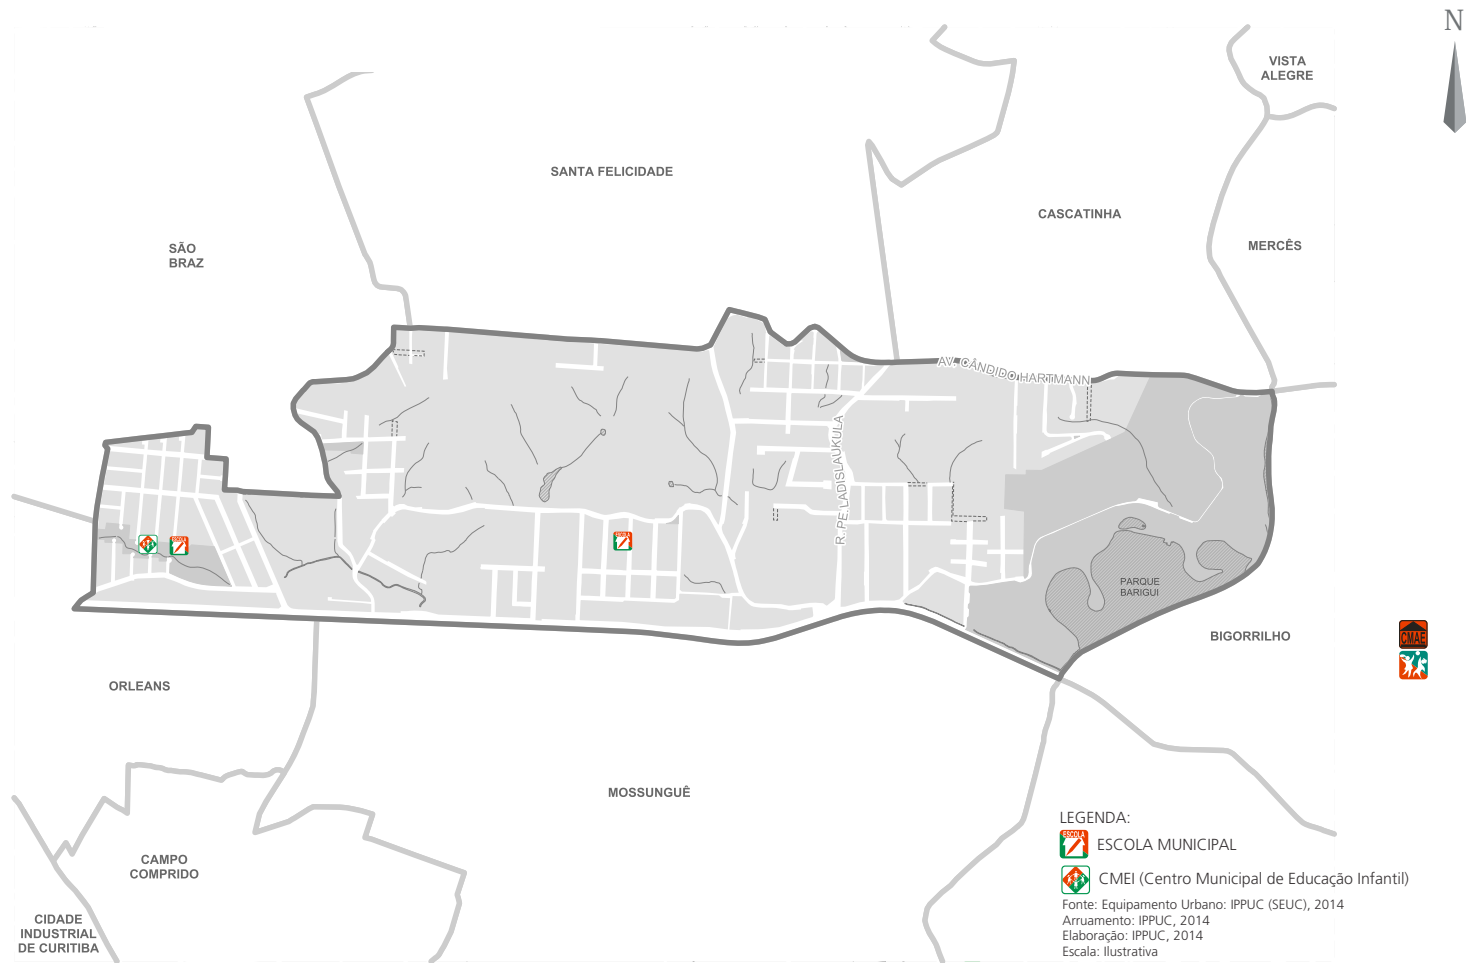 N
VISTA
ALEGRE
SANTA FELICIDADE
CASCATINHA
MERCÊS
SÃO
BRAZ
AV. CÂNDIDO HARTMANN
R. PE. LADISLAU KULA
ESCOLA
ESCOLA
PARQUE
BARIGUI
BIGORRILHO
CMAE
ORLEANS
MOSSUNGUÊ
CAMPO
COMPRIDO
CIDADE
INDUSTRIAL
DE CURITIBA
LEGENDA:
ESCOLA
ESCOLA MUNICIPAL
CMEI (Centro Municipal de Educação Infantil)
Fonte: Equipamento Urbano: IPPUC (SEUC), 2014
Arruamento: IPPUC, 2014
Elaboração: IPPUC, 2014
Escala: Ilustrativa